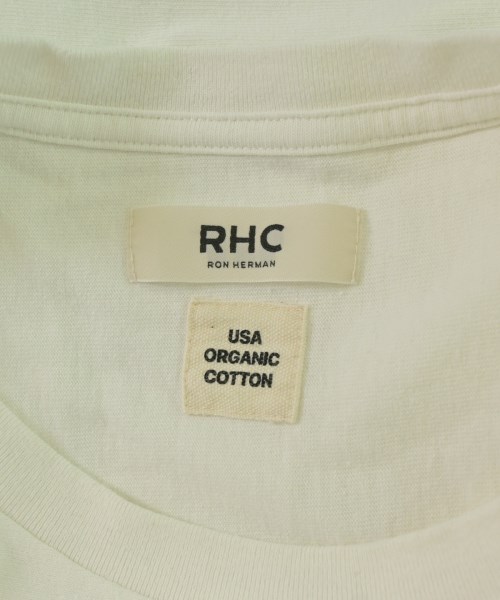 RHC
RON HERMAN
USA
ORGANIC
COTTON